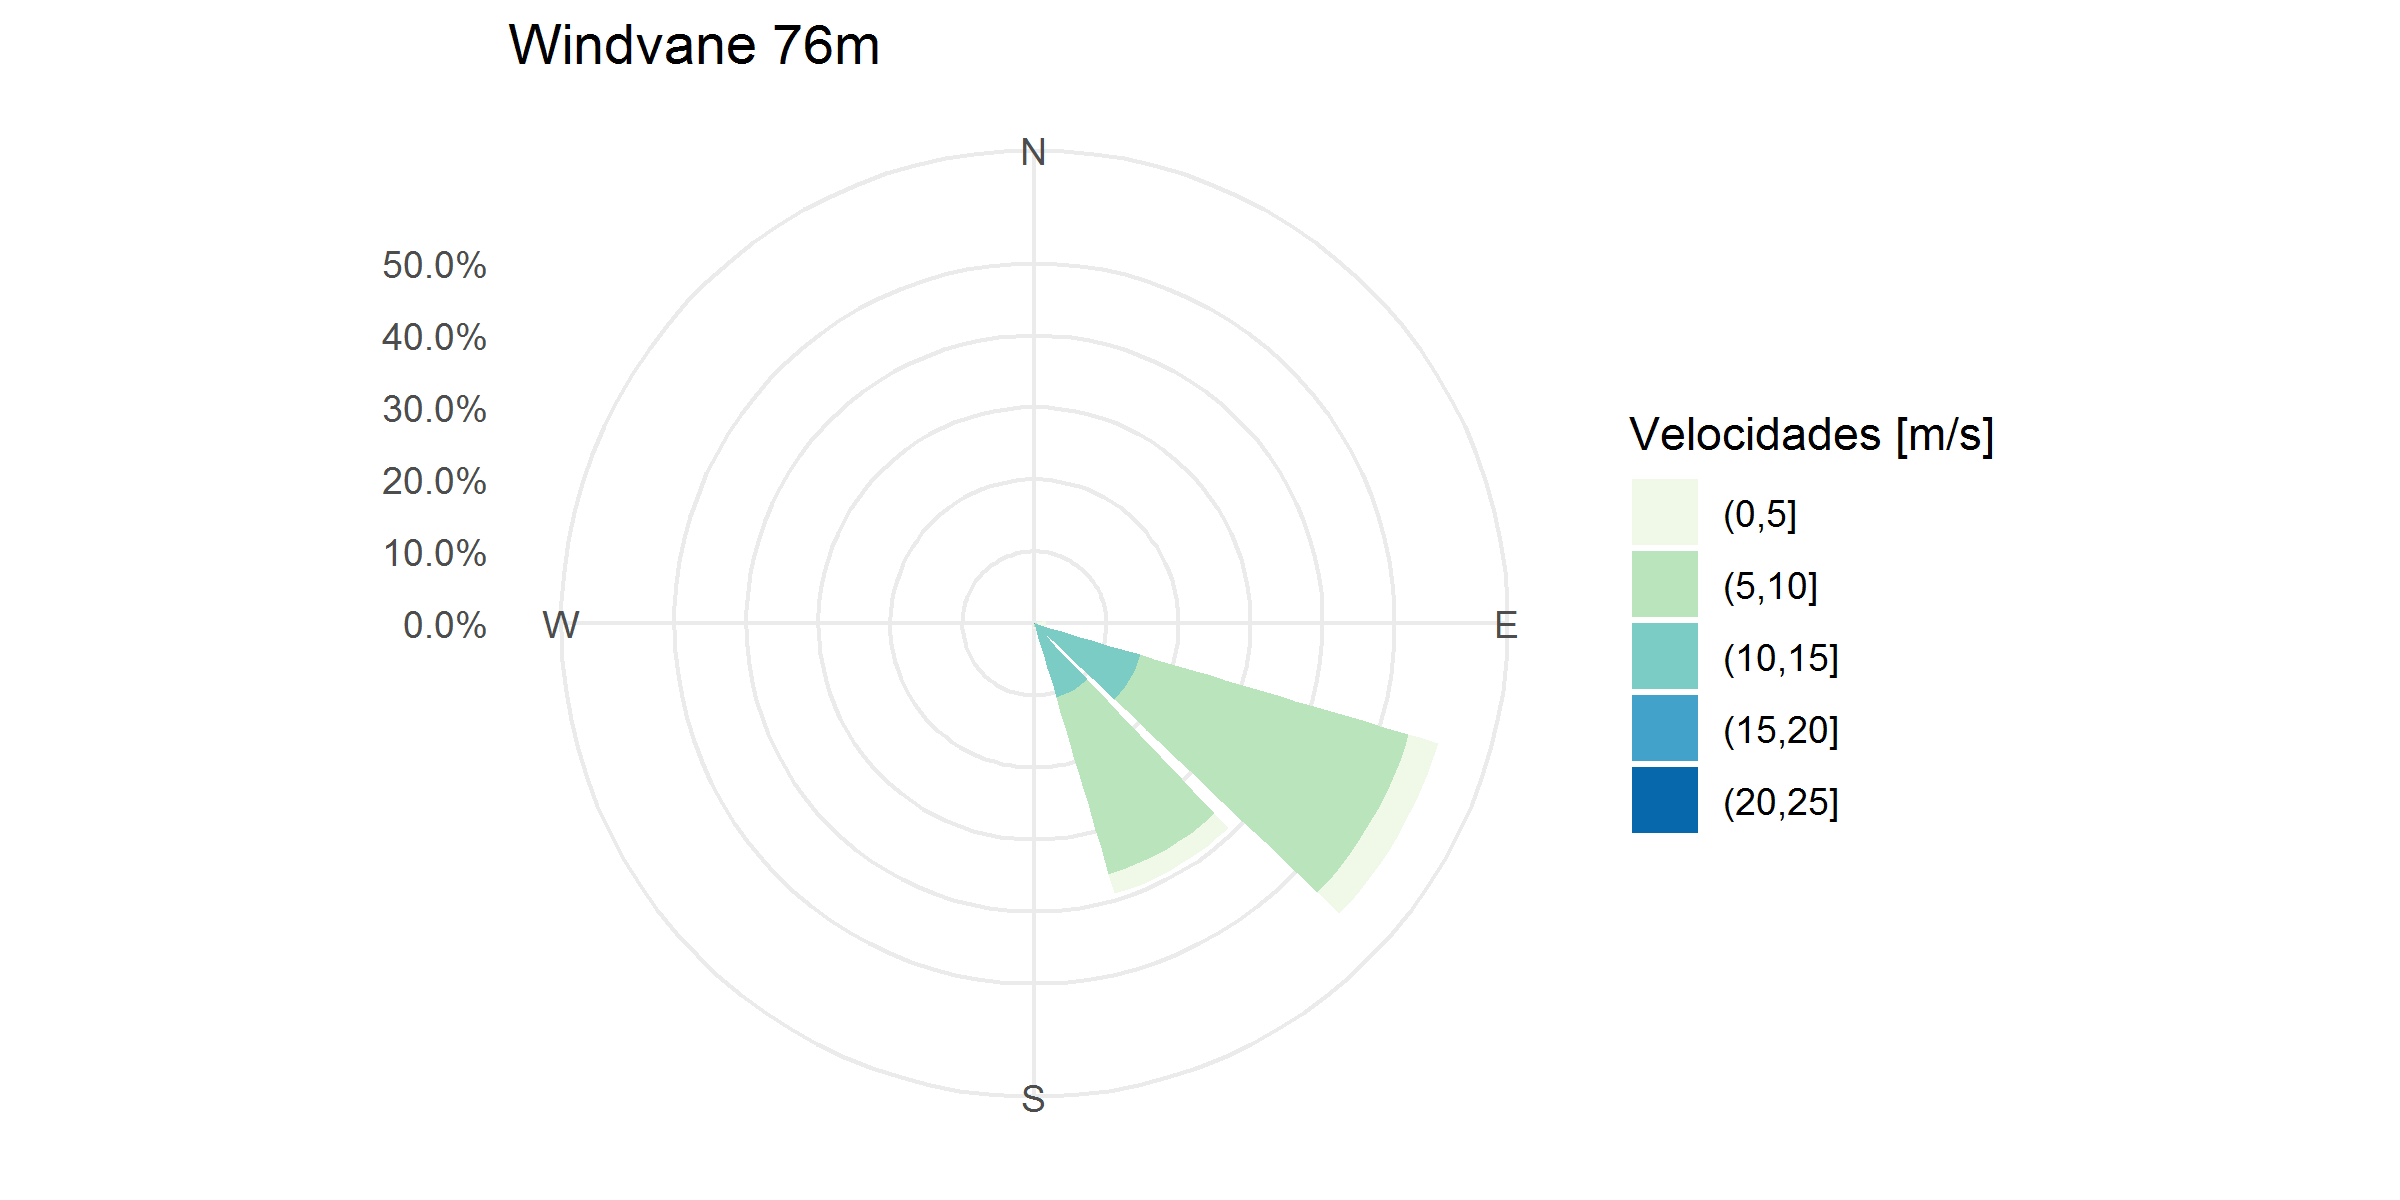 Windvane 76m
N
50.0%
40.0%
30.0%
20.0%
10.0%
0.0%
W
E
S
Velocidades [m/s]
(0,5]
(5,10]
(10,15]
(15,20]
(20,25]